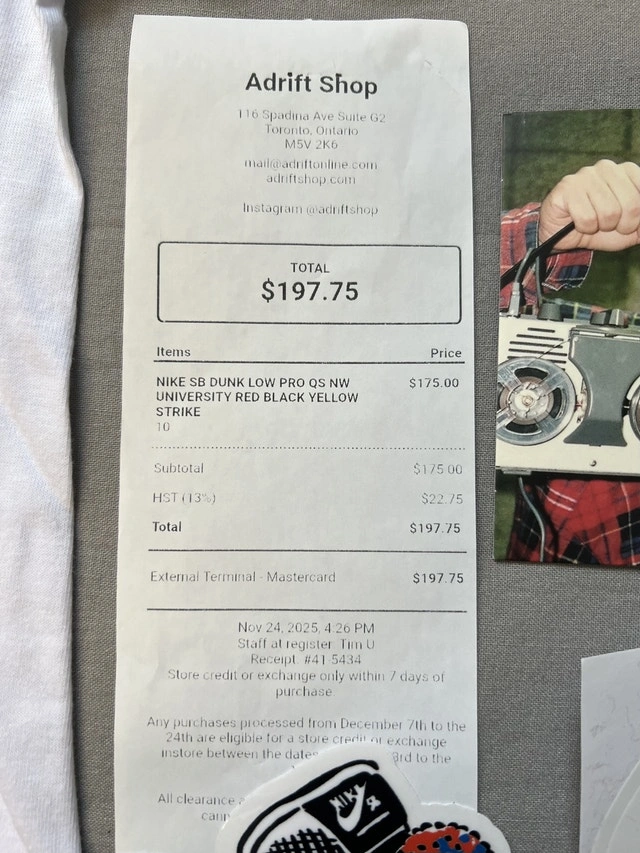 Adrift Shop
116 Spadina Ave Suite G2
Toronto, Ontario
M5V 2K6
mail@adriftonline.com
adriftshop.com
Instagram @adriftshop
TOTAL
$197.75
Items Price
NIKE SB DUNK LOW PRO QS NW $175.00
UNIVERSITY RED BLACK YELLOW
STRIKE
10
Subtotal $175.00
HST (13%) $22.75
Total $197.75
External Terminal - Mastercard $197.75
Nov 24, 2025, 4:26 PM
Staff at register: Tim U
Receipt: #41-5434
Store credit or exchange only within 7 days of
purchase
Any purchases processed from December 7th to the
24th are eligible for a store credit or exchange
instore between the dates 3rd to the
All clearance
NIKE